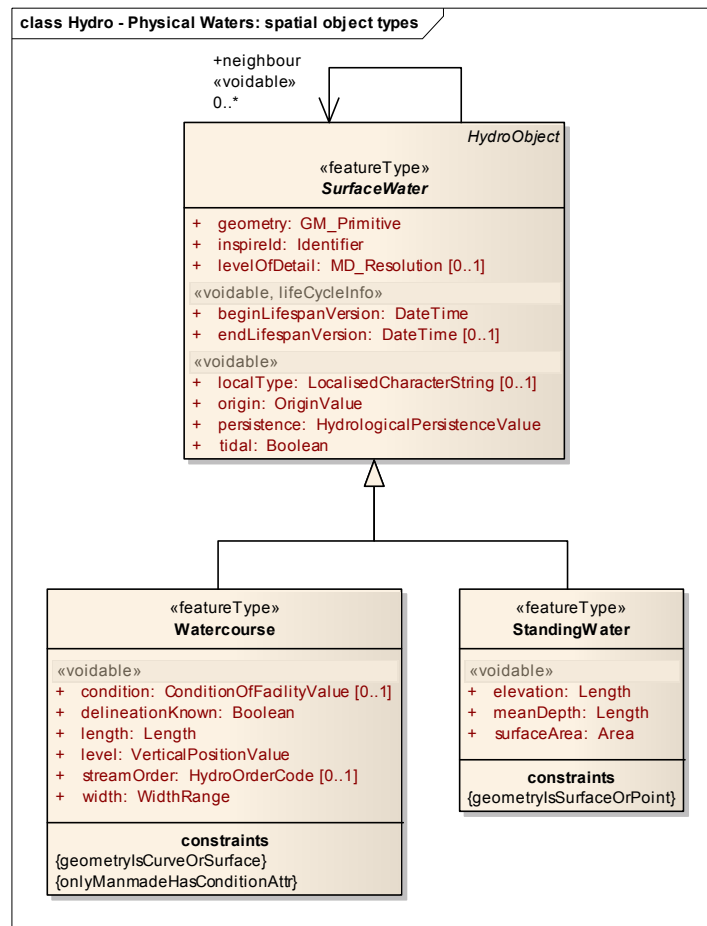 class Hydro - Physical Waters: spatial object types
+neighbour
«voidable»
0..*
HydroObject
«featureType»
SurfaceWater
+ geometry: GM_Primitive
+ inspireId: Identifier
+ levelOfDetail: MD_Resolution [0..1]
«voidable, lifeCycleInfo»
+ beginLifespanVersion: DateTime
+ endLifespanVersion: DateTime [0..1]
«voidable»
+ localType: LocalisedCharacterString [0..1]
+ origin: OriginValue
+ persistence: HydrologicalPersistenceValue
+ tidal: Boolean
«featureType»
Watercourse
«voidable»
+ condition: ConditionOfFacilityValue [0..1]
+ delineationKnown: Boolean
+ length: Length
+ level: VerticalPositionValue
+ streamOrder: HydroOrderCode [0..1]
+ width: WidthRange
constraints
{geometryIsCurveOrSurface}
{onlyManmadeHasConditionAttr}
«featureType»
StandingWater
«voidable»
+ elevation: Length
+ meanDepth: Length
+ surfaceArea: Area
constraints
{geometryIsSurfaceOrPoint}